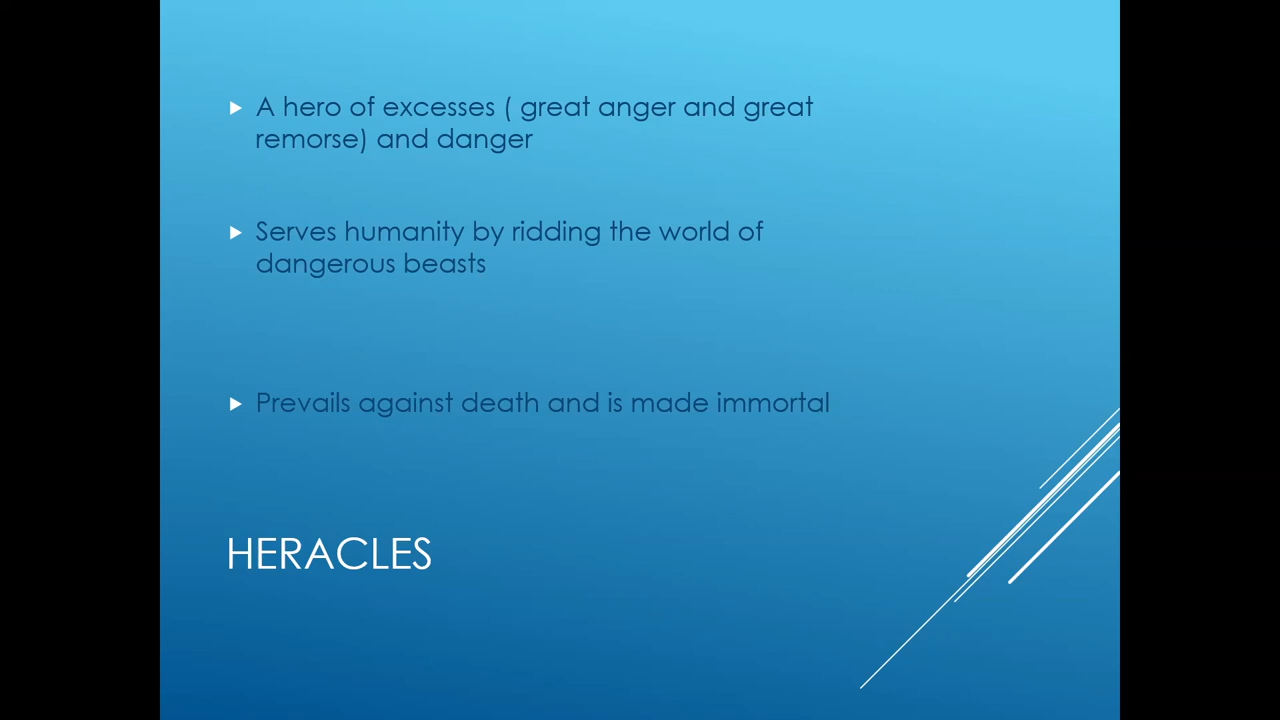 A hero of excesses ( great anger and great
remorse) and danger
Serves humanity by ridding the world of
dangerous beasts
Prevails against death and is made immortal
HERACLES